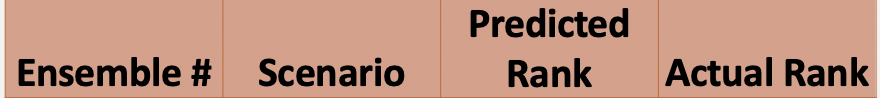 Ensemble #
Scenario
Predicted
Rank
Actual Rank